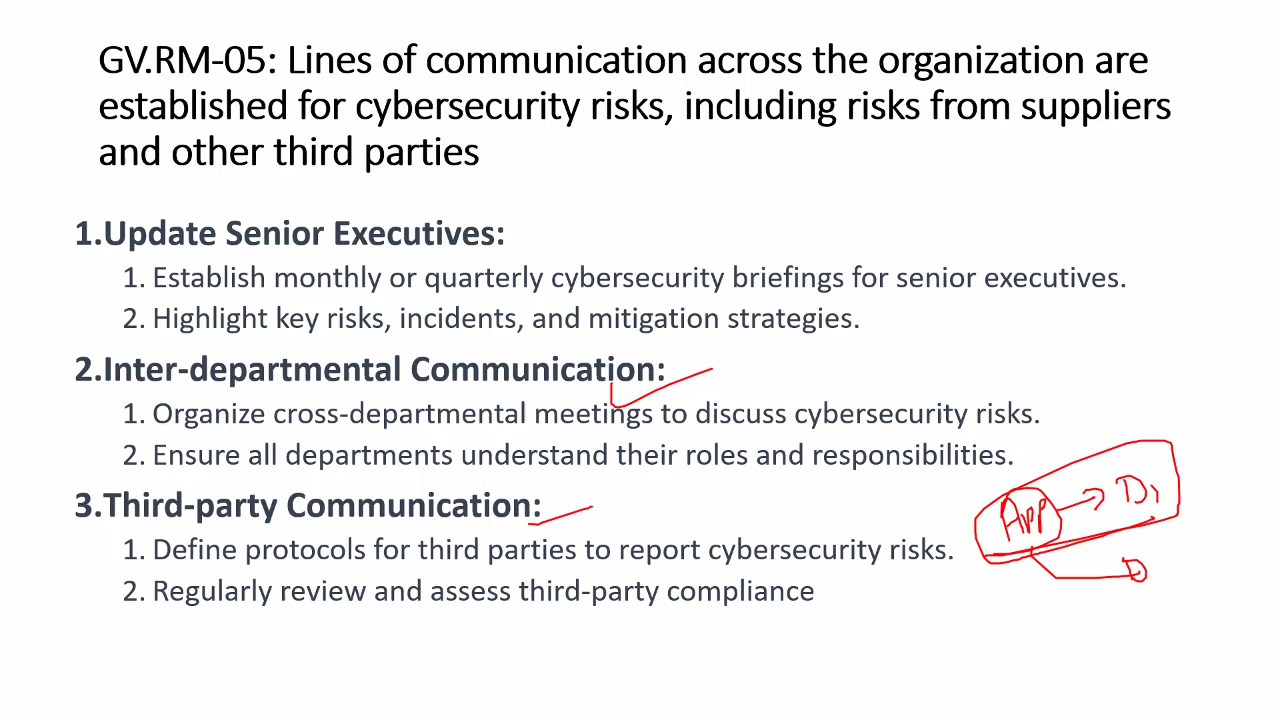 GV.RM-05: Lines of communication across the organization are
established for cybersecurity risks, including risks from suppliers
and other third parties
1.Update Senior Executives:
1. Establish monthly or quarterly cybersecurity briefings for senior executives.
2. Highlight key risks, incidents, and mitigation strategies.
2.Inter-departmental Communication:
1. Organize cross-departmental meetings to discuss cybersecurity risks.
2. Ensure all departments understand their roles and responsibilities.
3.Third-party Communication:
1. Define protocols for third parties to report cybersecurity risks.
2. Regularly review and assess third-party compliance
App
D